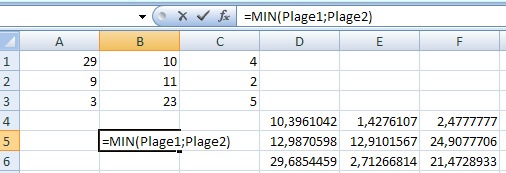 fx =MIN(Plage1;Plage2)
A B C D E F
1 29 10 4
2 9 11 2
3 3 23 5
4 10,3961042 1,4276107 2,4777777
5 =MIN(Plage1;Plage2) 12,9870598 12,9101567 24,9077706
6 29,6854459 2,71266814 21,4728933